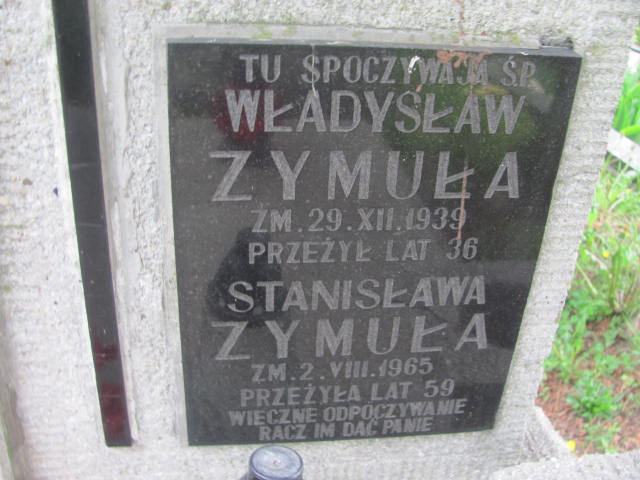 TU SPOCZYWAJĄ ŚP.
WŁADYSŁAW
ZYMUŁA
ZM. 29. XII. 1939
PRZEŻYŁ LAT 36
STANISŁAWA
ZYMUŁA
ZM. 2. VIII. 1965
PRZEŻYŁA LAT 59
WIECZNE ODPOCZYWANIE
RACZ IM DAĆ PANIE